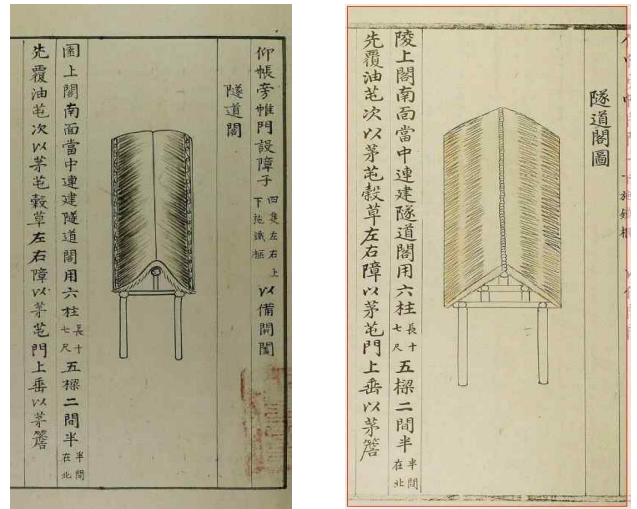 仰帳旁帷門設障子四隻左右上下施鐵樞以備開闔
隧道閣
園上閣南面當中連建隧道閣用六柱長十七尺五樑二間半半間在北
先覆油芚次以茅芚穀草左右障以茅芚門上垂以茅簷
隧道閣圖
陵上閣南面當中連建隧道閣用六柱長十七尺五樑二間半半間在北
先覆油芚次以茅芚穀草左右障以茅芚門上垂以茅簷